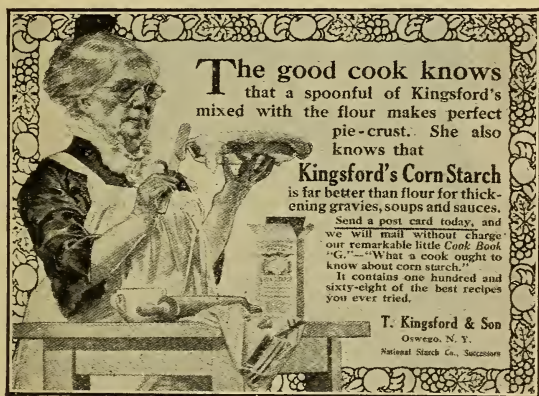 The good cook knows
that a spoonful of Kingsford's
mixed with the flour makes perfect
pie-crust. She also
knows that
Kingsford's Corn Starch
is far better than flour for thick-
ening gravies, soups and sauces.
Send a post card today, and
we will mail without charge
our remarkable little Cook Book
"G."—"What a cook ought to
know about corn starch."
It contains one hundred and
sixty-eight of the best recipes
you ever tried.
T. Kingsford & Son
Oswego, N. Y.
National Starch Co., Successors